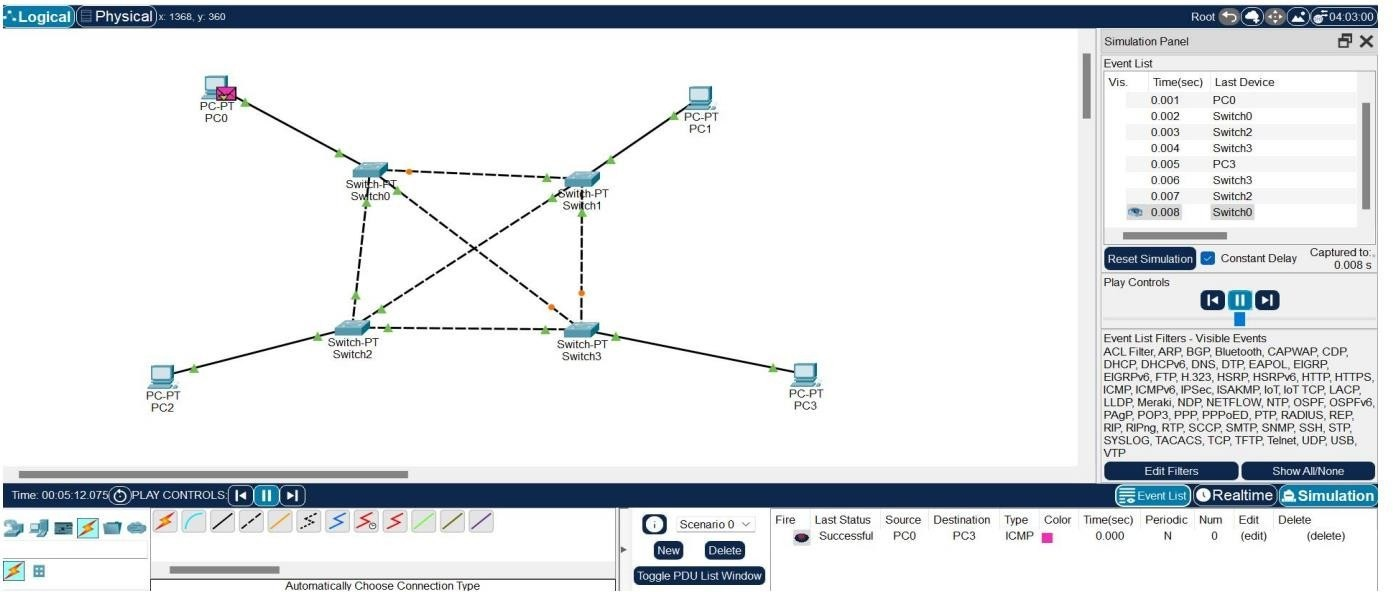 Logical Physical x: 1368, y: 360 Root 04:03:00
Simulation Panel
Event List
Vis. Time(sec) Last Device
0.001 PC0
0.002 Switch0
0.003 Switch2
0.004 Switch3
0.005 PC3
0.006 Switch3
0.007 Switch2
0.008 Switch0
Reset Simulation Constant Delay Captured to:
0.008 s
Play Controls
Event List Filters - Visible Events
ACL Filter, ARP, BGP, Bluetooth, CAPWAP, CDP,
DHCP, DHCPv6, DNS, DTP, EAPOL, EIGRP,
EIGRPv6, FTP, H.323, HSRP, HSRPv6, HTTP, HTTPS,
ICMP, ICMPv6, IPSec, ISAKMP, IoT, IoT TCP, LACP,
LLDP, Meraki, NDP, NETFLOW, NTP, OSPF, OSPFv6,
PAgP, POP3, PPP, PPPoED, PTP, RADIUS, REP,
RIP, RIPng, RTP, SCCP, SMTP, SNMP, SSH, STP,
SYSLOG, TACACS, TCP, TFTP, Telnet, UDP, USB,
VTP
Edit Filters Show All/None
PC-PT
PC0
PC-PT
PC1
Switch-PT
Switch0
Switch-PT
Switch1
Switch-PT
Switch2
Switch-PT
Switch3
PC-PT
PC2
PC-PT
PC3
Time: 00:05:12.075 PLAY CONTROLS: Event List Realtime Simulation
Scenario 0
New Delete
Toggle PDU List Window
Fire Last Status Source Destination Type Color Time(sec) Periodic Num Edit Delete
Successful PC0 PC3 ICMP 0.000 N 0 (edit) (delete)
Automatically Choose Connection Type